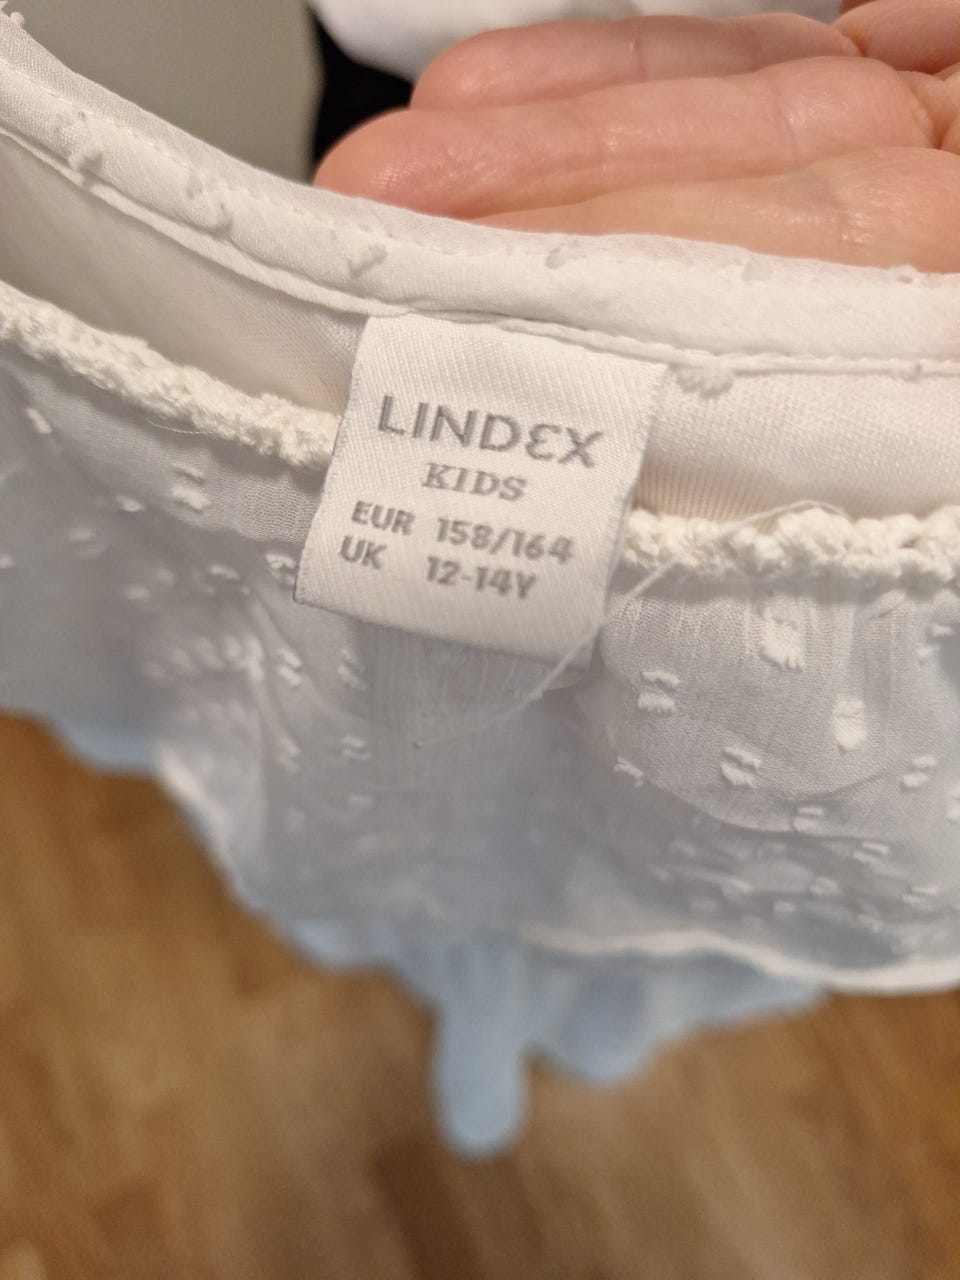 LINDEX
KIDS
EUR 158/164
UK 12-14Y